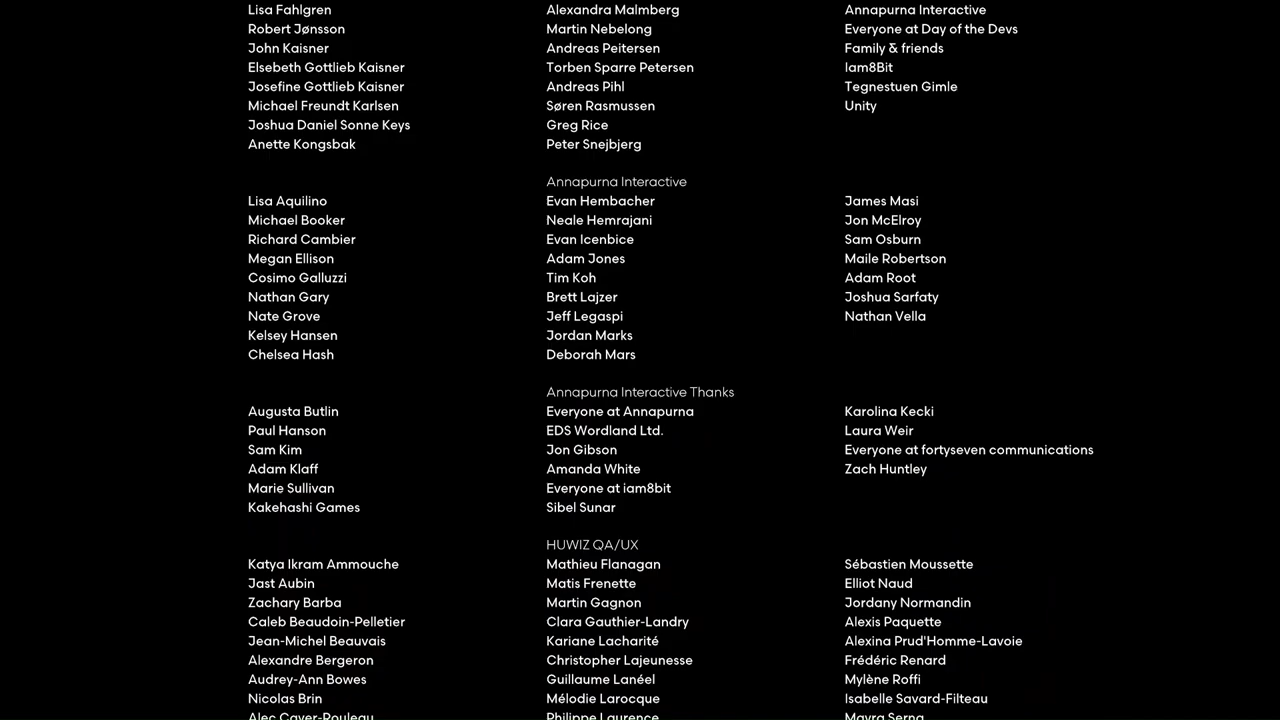 Lisa Fahlgren
Robert Jønsson
John Kaisner
Elsebeth Gottlieb Kaisner
Josefine Gottlieb Kaisner
Michael Freundt Karlsen
Joshua Daniel Sonne Keys
Anette Kongsbak
Alexandra Malmberg
Martin Nebelong
Andreas Peitersen
Torben Sparre Petersen
Andreas Pihl
Søren Rasmussen
Greg Rice
Peter Snejbjerg
Annapurna Interactive
Everyone at Day of the Devs
Family & friends
Iam8Bit
Tegnestuen Gimle
Unity
Annapurna Interactive
Lisa Aquilino
Michael Booker
Richard Cambier
Megan Ellison
Cosimo Galluzzi
Nathan Gary
Nate Grove
Kelsey Hansen
Chelsea Hash
Evan Hembacher
Neale Hemrajani
Evan Icenbice
Adam Jones
Tim Koh
Brett Lajzer
Jeff Legaspi
Jordan Marks
Deborah Mars
James Masi
Jon McElroy
Sam Osburn
Maile Robertson
Adam Root
Joshua Sarfaty
Nathan Vella
Annapurna Interactive Thanks
Augusta Butlin
Paul Hanson
Sam Kim
Adam Klaff
Marie Sullivan
Kakehashi Games
Everyone at Annapurna
EDS Wordland Ltd.
Jon Gibson
Amanda White
Everyone at iam8bit
Sibel Sunar
Karolina Kecki
Laura Weir
Everyone at fortyseven communications
Zach Huntley
HUWIZ QA/UX
Katya Ikram Ammouche
Jast Aubin
Zachary Barba
Caleb Beaudoin-Pelletier
Jean-Michel Beauvais
Alexandre Bergeron
Audrey-Ann Bowes
Nicolas Brin
Alec Caver-Rouleau
Mathieu Flanagan
Matis Frenette
Martin Gagnon
Clara Gauthier-Landry
Kariane Lacharité
Christopher Lajeunesse
Guillaume Lanéel
Mélodie Larocque
Philippe Laurence
Sébastien Moussette
Elliot Naud
Jordany Normandin
Alexis Paquette
Alexina Prud'Homme-Lavoie
Frédéric Renard
Mylène Roffi
Isabelle Savard-Filteau
Mayra Serna